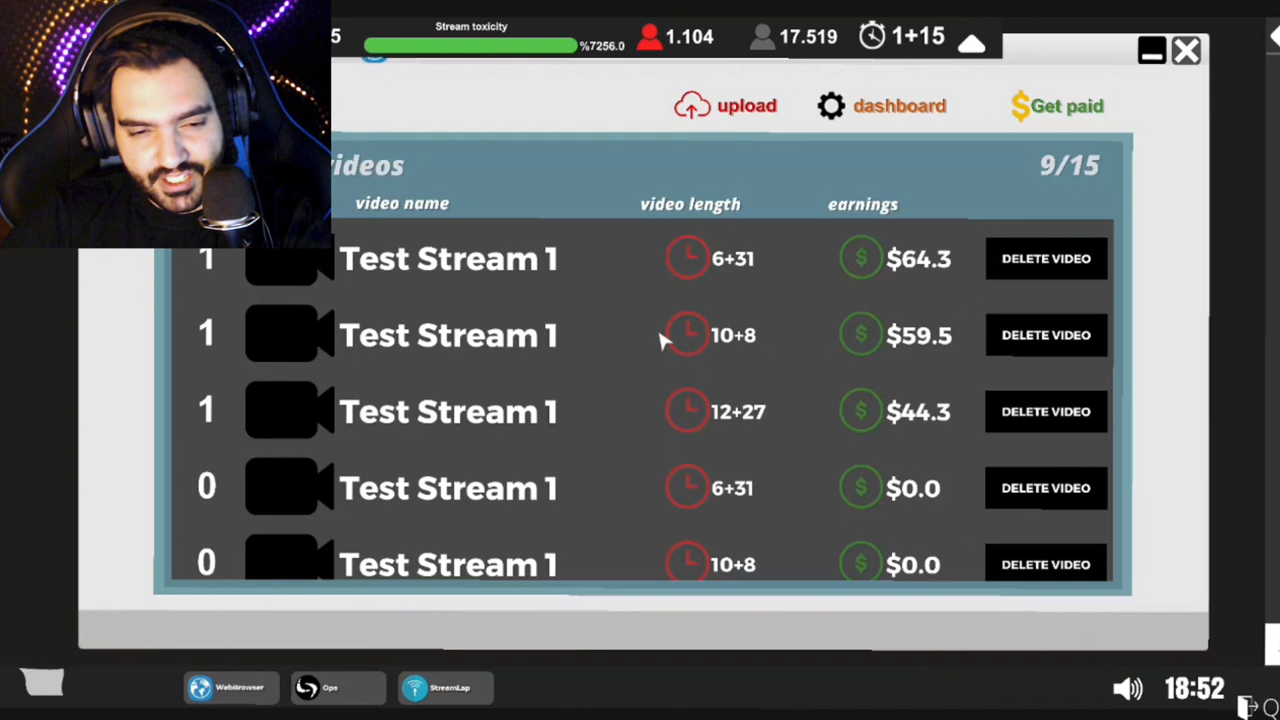 5 Stream toxicity %7256.0 1.104 17.519 1+15
upload dashboard $Get paid
videos 9/15
video name video length earnings
1 Test Stream 1 6+31 $ $64.3 DELETE VIDEO
1 Test Stream 1 10+8 $ $59.5 DELETE VIDEO
1 Test Stream 1 12+27 $ $44.3 DELETE VIDEO
0 Test Stream 1 6+31 $ $0.0 DELETE VIDEO
0 Test Stream 1 10+8 $ $0.0 DELETE VIDEO
WebBrowser Ops StreamLap 18:52